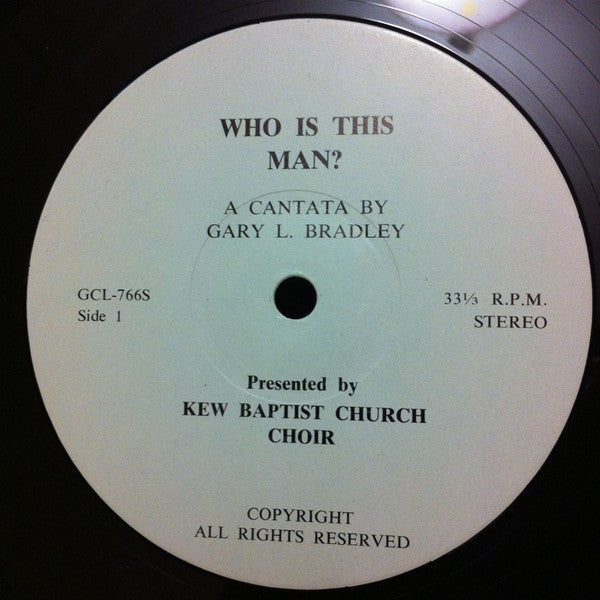 WHO IS THIS
MAN?
A CANTATA BY
GARY L. BRADLEY
GCL-766S
Side 1
33⅓ R.P.M.
STEREO
Presented by
KEW BAPTIST CHURCH
CHOIR
COPYRIGHT
ALL RIGHTS RESERVED